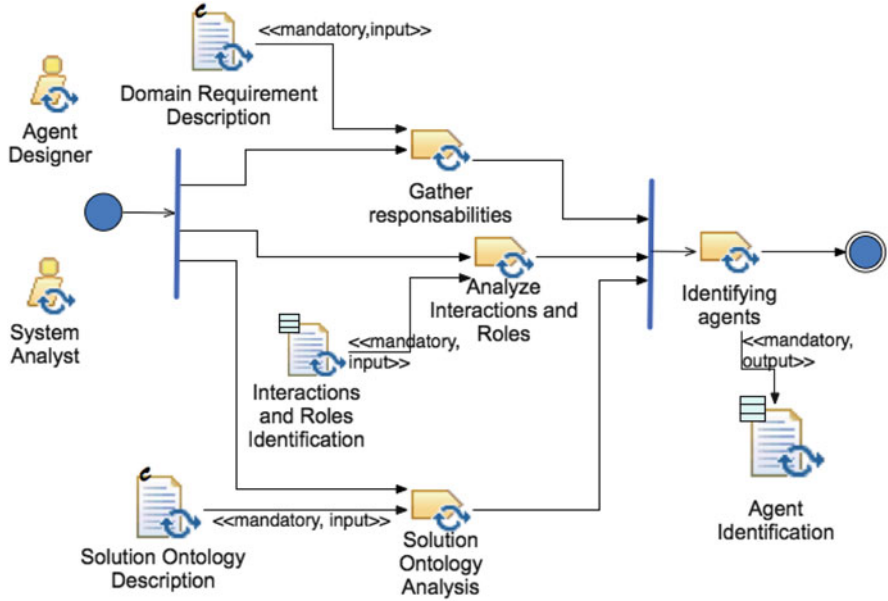 c
<<mandatory,input>>
Domain Requirement
Description
Agent
Designer
Gather
responsabilities
Analyze
Interactions and
Roles
Identifying
agents
System
Analyst
<<mandatory,
input>>
Interactions
and Roles
Identification
<<mandatory,
output>>
Agent
Identification
c
<<mandatory, input>>
Solution Ontology
Description
Solution
Ontology
Analysis